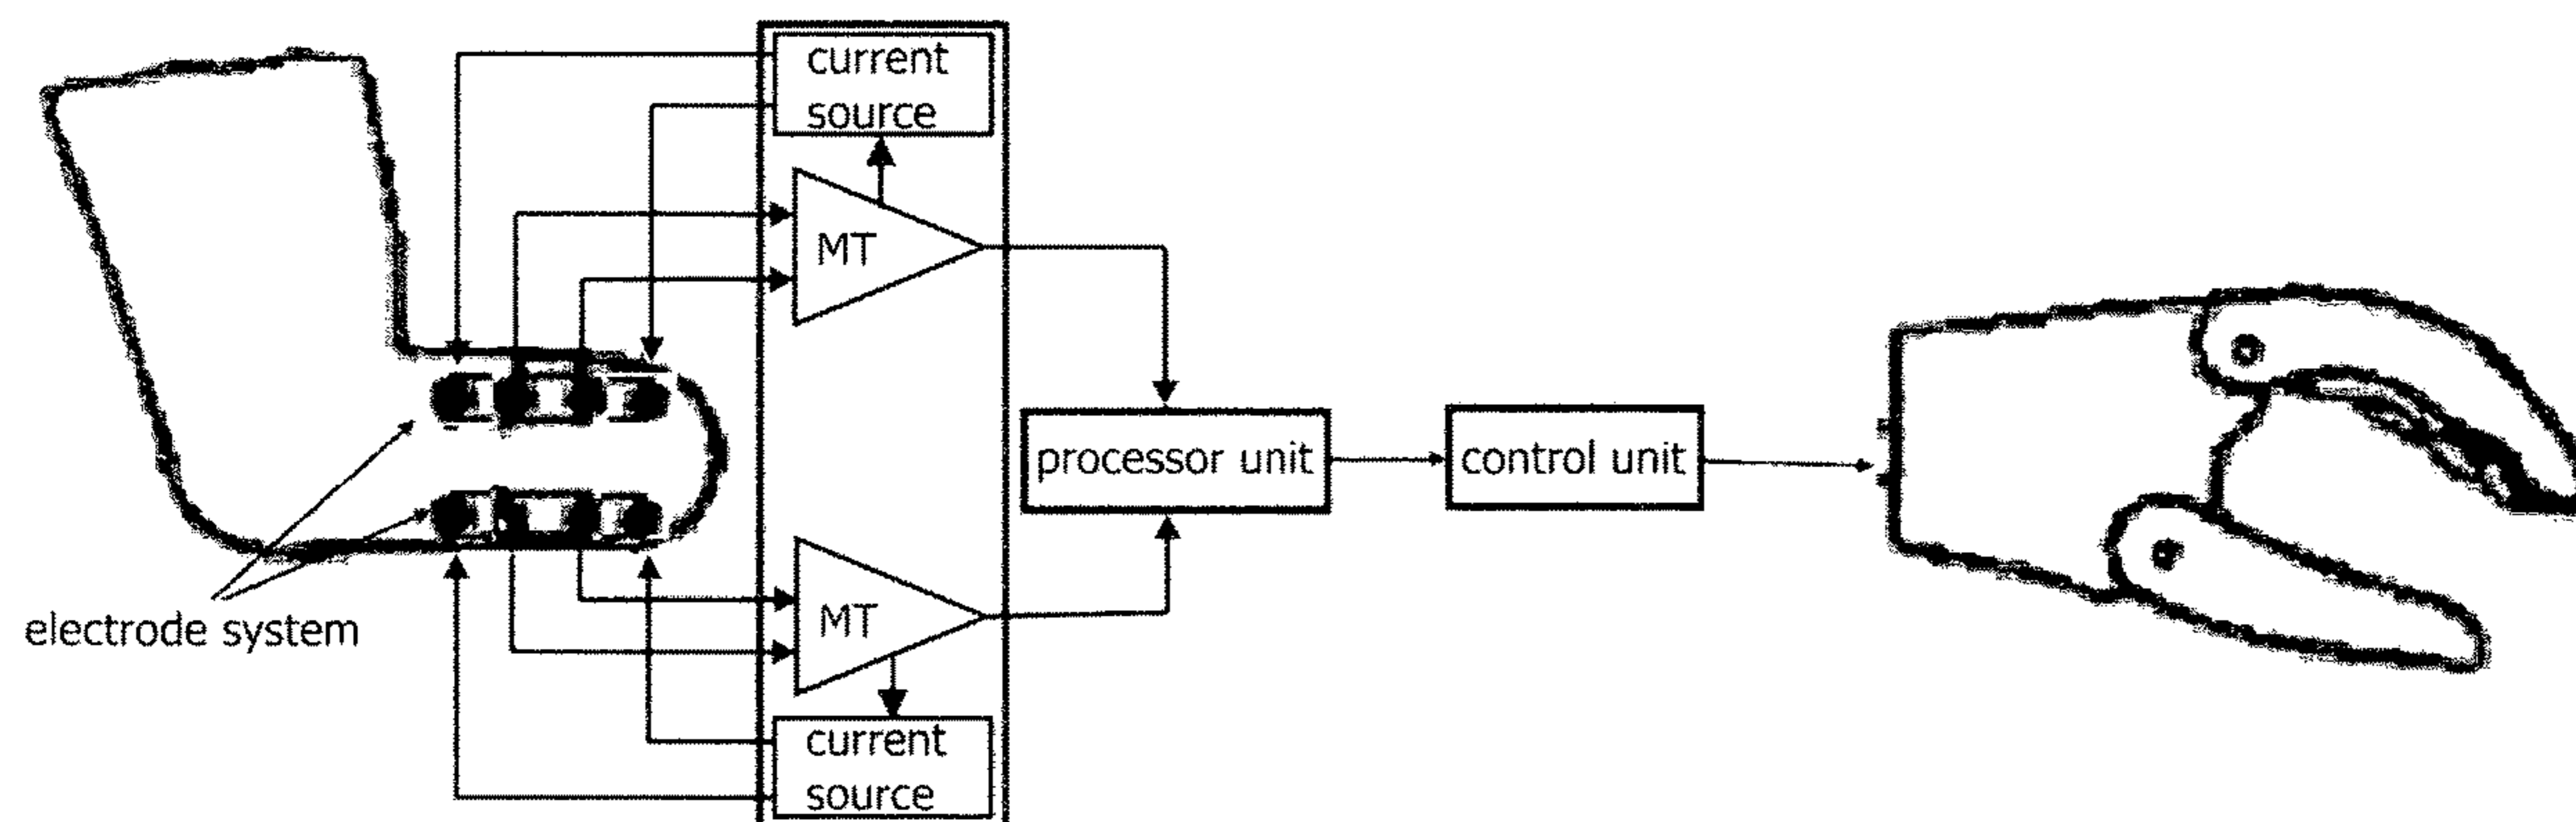 current
source
MT
processor unit
control unit
electrode system
MT
current
source